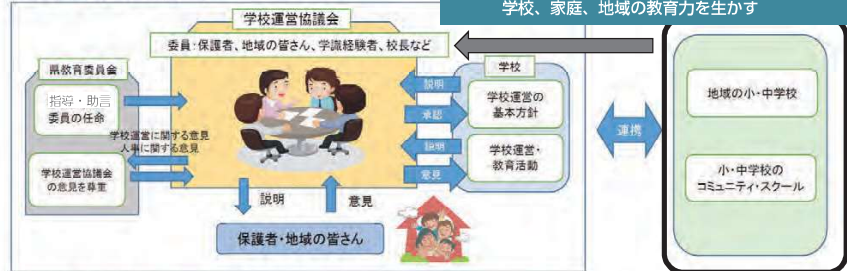 学校、家庭、地域の教育力を生かす
学校運営協議会
委員：保護者、地域の皆さん、学識経験者、校長など
県教育委員会
指導・助言
委員の任命
学校運営に関する意見
人事に関する意見
学校運営協議会
の意見を尊重
学校
説明
学校運営の
基本方針
承認
説明
学校運営・
教育活動
意見
説明
意見
保護者・地域の皆さん
連携
地域の小・中学校
小・中学校の
コミュニティ・スクール